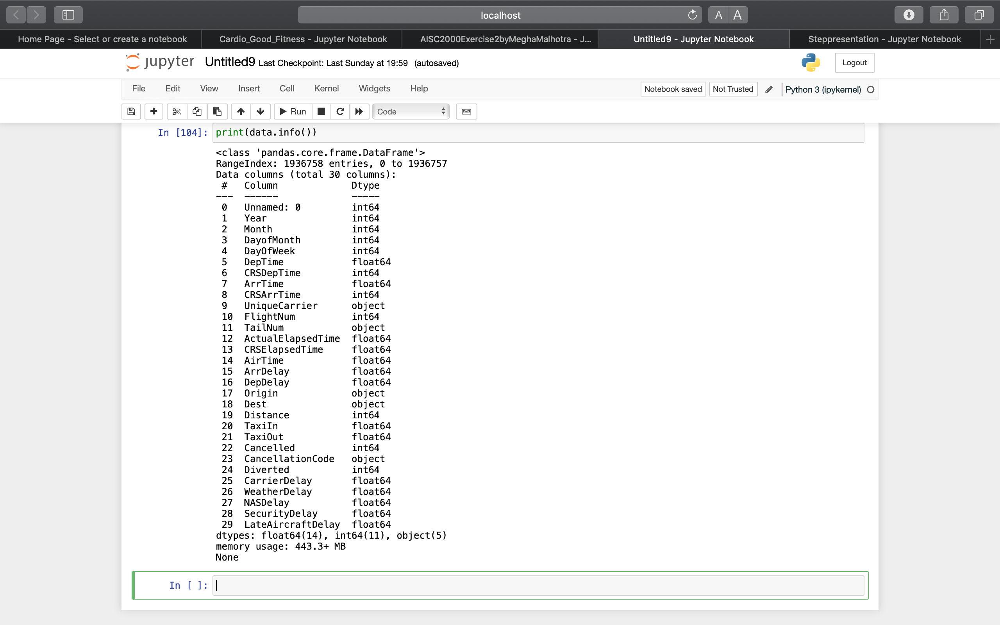 localhost
A A
Home Page - Select or create a notebook
Cardio_Good_Fitness - Jupyter Notebook
AISC2000Exercise2byMeghaMalhotra - J...
Untitled9 - Jupyter Notebook
Steppresentation - Jupyter Notebook
jupyter Untitled9 Last Checkpoint: Last Sunday at 19:59 (autosaved)
Logout
File Edit View Insert Cell Kernel Widgets Help
Notebook saved Not Trusted Python 3 (ipykernel)
Run Code
In [104]: print(data.info())
<class 'pandas.core.frame.DataFrame'>
RangeIndex: 1936758 entries, 0 to 1936757
Data columns (total 30 columns):
 #   Column             Dtype
---  ------             -----
 0   Unnamed: 0         int64
 1   Year               int64
 2   Month              int64
 3   DayofMonth         int64
 4   DayOfWeek          int64
 5   DepTime            float64
 6   CRSDepTime         int64
 7   ArrTime            float64
 8   CRSArrTime         int64
 9   UniqueCarrier      object
 10  FlightNum          int64
 11  TailNum            object
 12  ActualElapsedTime  float64
 13  CRSElapsedTime     float64
 14  AirTime            float64
 15  ArrDelay           float64
 16  DepDelay           float64
 17  Origin             object
 18  Dest               object
 19  Distance           int64
 20  TaxiIn             float64
 21  TaxiOut            float64
 22  Cancelled          int64
 23  CancellationCode   object
 24  Diverted           int64
 25  CarrierDelay       float64
 26  WeatherDelay       float64
 27  NASDelay           float64
 28  SecurityDelay      float64
 29  LateAircraftDelay  float64
dtypes: float64(14), int64(11), object(5)
memory usage: 443.3+ MB
None
In [ ]: